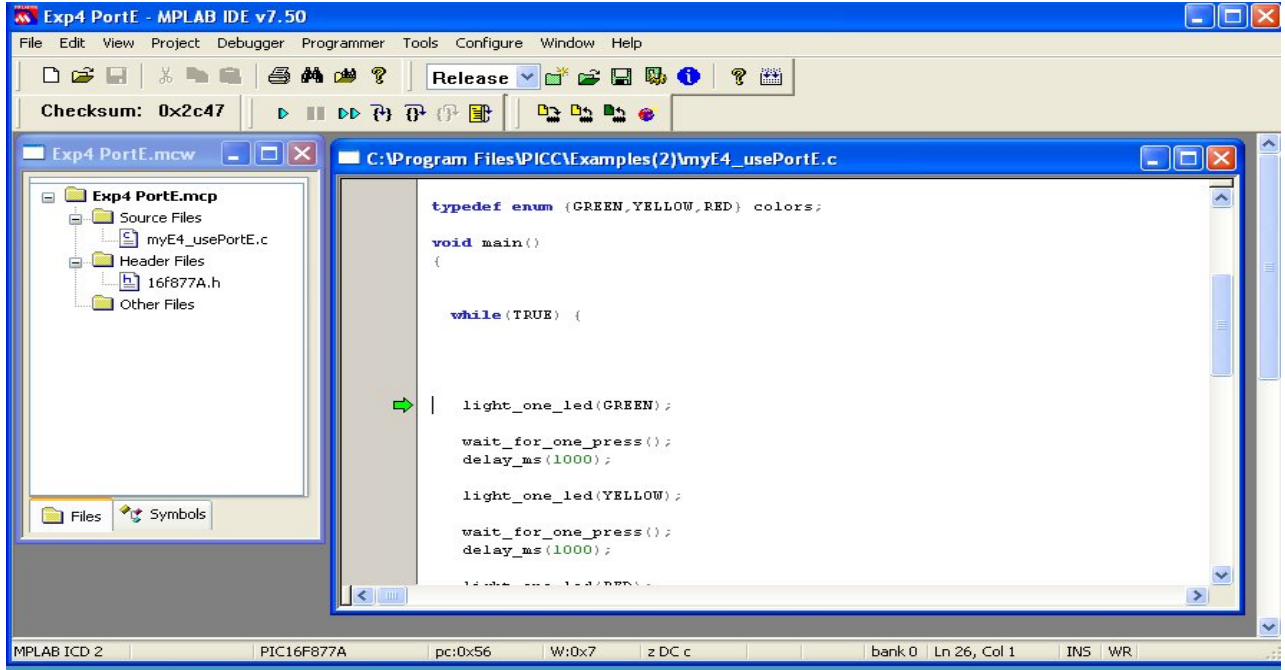 Exp4 PortE - MPLAB IDE v7.50
File Edit View Project Debugger Programmer Tools Configure Window Help
Release
Checksum: 0x2c47
Exp4 PortE.mcw
Exp4 PortE.mcp
Source Files
myE4_usePortE.c
Header Files
16f877A.h
Other Files
Files Symbols
C:\Program Files\PICC\Examples(2)\myE4_usePortE.c
typedef enum {GREEN,YELLOW,RED} colors;
void main()
{
while(TRUE) {
light_one_led(GREEN);
wait_for_one_press();
delay_ms(1000);
light_one_led(YELLOW);
wait_for_one_press();
delay_ms(1000);
light_one_led(RED);
MPLAB ICD 2 PIC16F877A pc:0x56 W:0x7 z DC c bank 0 Ln 26, Col 1 INS WR